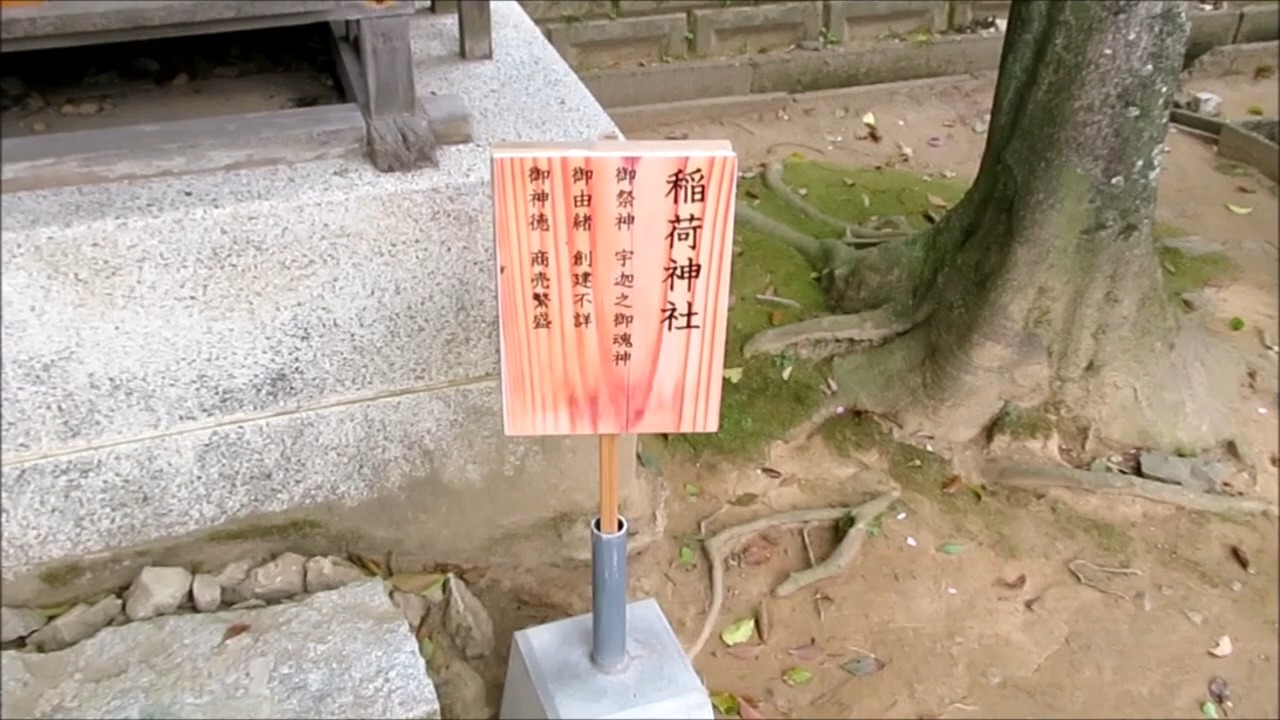 稲荷神社
御祭神 宇迦之御魂神
御由緒 創建不詳
御神徳 商売繁盛